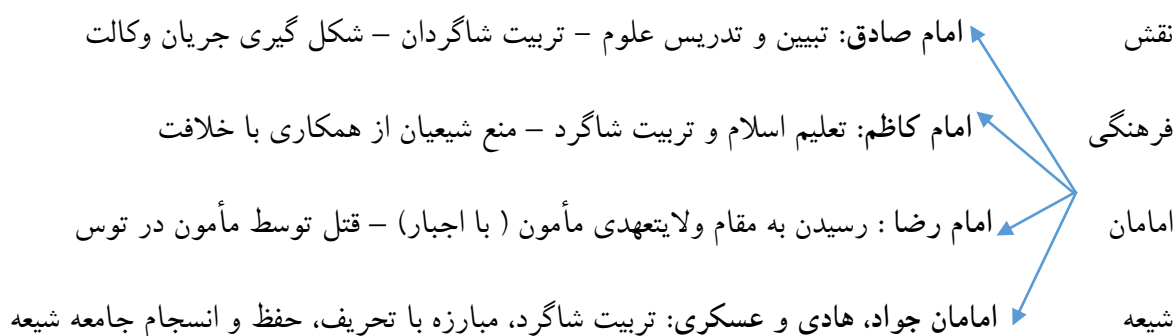 نقش امام صادق: تبیین و تدریس علوم – تربیت شاگردان – شکل گیری جریان وکالت
فرهنگی امام کاظم: تعلیم اسلام و تربیت شاگرد – منع شیعیان از همکاری با خلافت
امامان امام رضا : رسیدن به مقام ولایتعهدی مأمون ( با اجبار) – قتل توسط مأمون در توس
شیعه امامان جواد، هادی و عسکری: تربیت شاگرد، مبارزه با تحریف، حفظ و انسجام جامعه شیعه